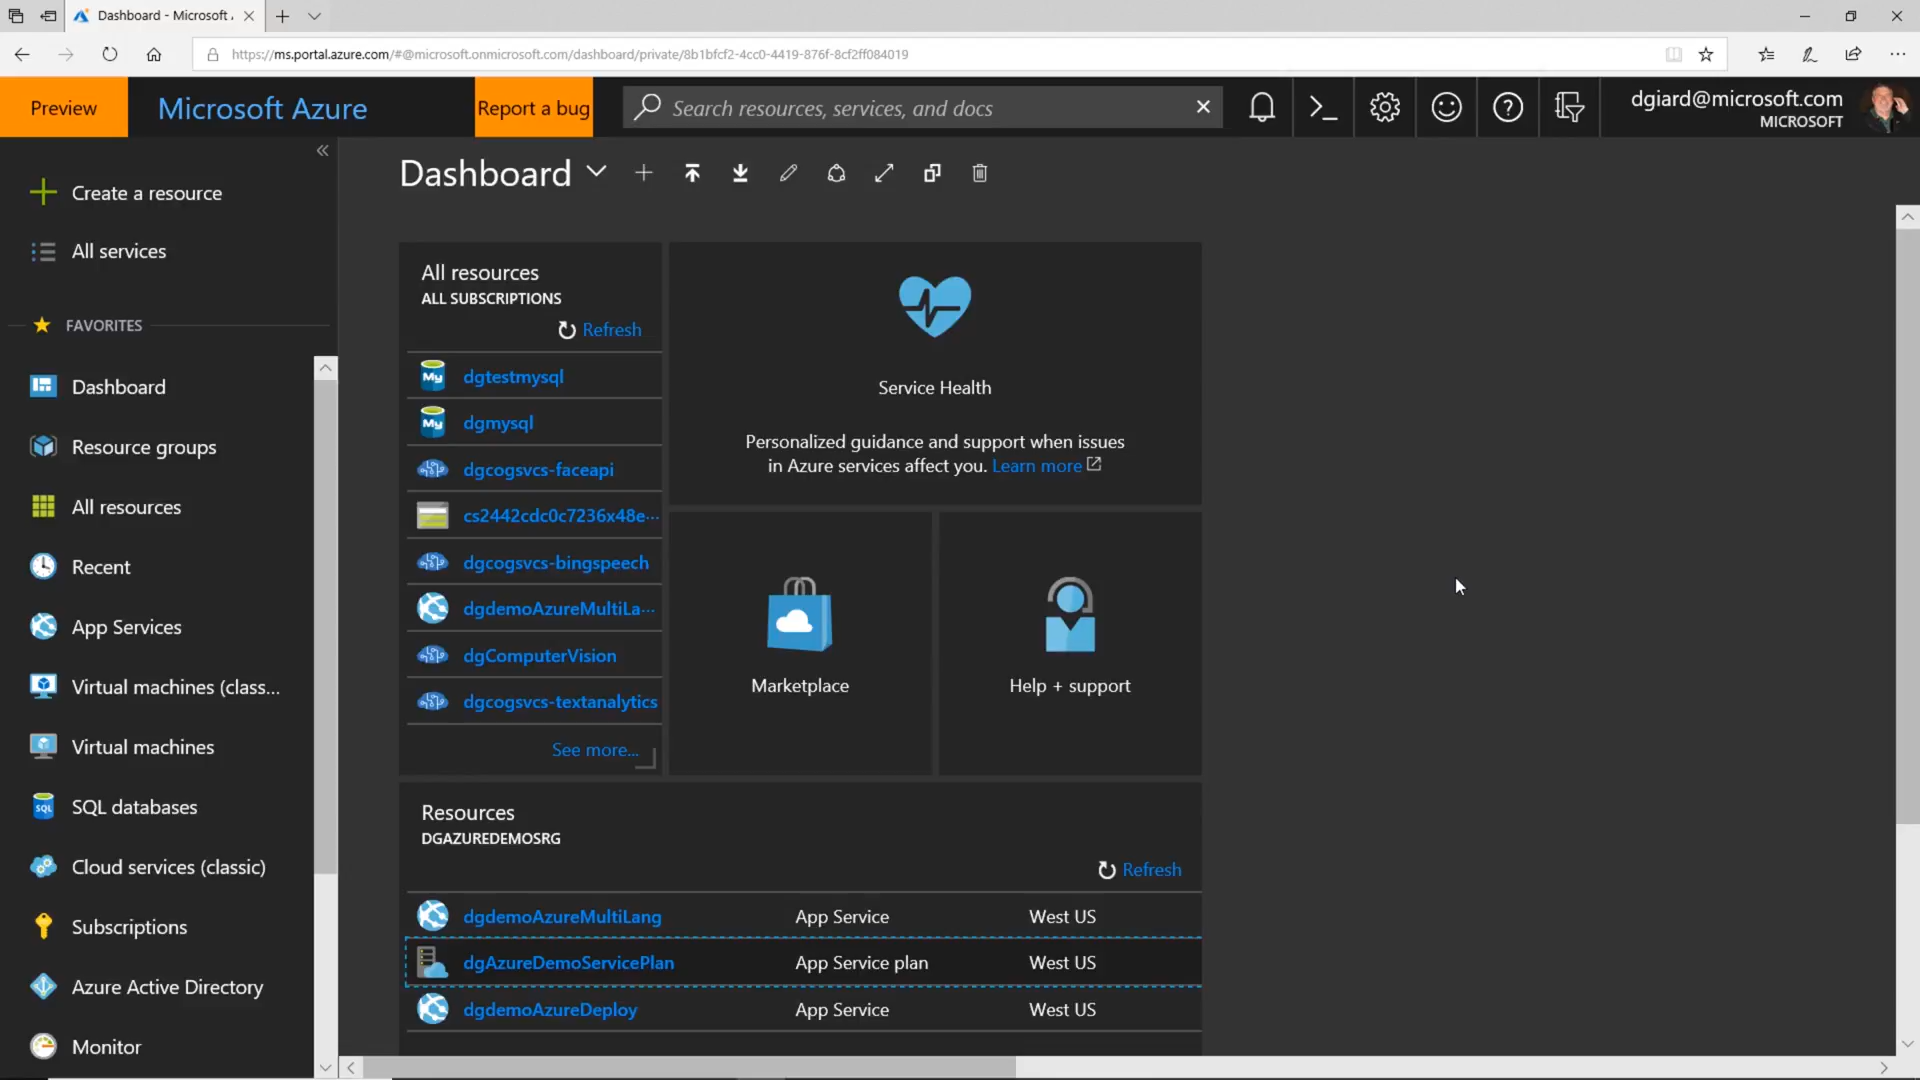 Dashboard - Microsoft A
https://ms.portal.azure.com/#@microsoft.onmicrosoft.com/dashboard/private/8b1bfcf2-4cc0-4419-876f-8cf2ff084019
Preview
Microsoft Azure
Report a bug
Search resources, services, and docs
dgiard@microsoft.com
MICROSOFT
Create a resource
All services
FAVORITES
Dashboard
Resource groups
All resources
Recent
App Services
Virtual machines (class...
Virtual machines
SQL databases
Cloud services (classic)
Subscriptions
Azure Active Directory
Monitor
Dashboard
All resources
ALL SUBSCRIPTIONS
Refresh
dgtestmysql
dgmysql
dgcogsvcs-faceapi
cs2442cdc0c7236x48e...
dgcogsvcs-bingspeech
dgdemoAzureMultiLa...
dgComputerVision
dgcogsvcs-textanalytics
See more...
Service Health
Personalized guidance and support when issues
in Azure services affect you. Learn more
Marketplace
Help + support
Resources
DGAZUREDEMOSRG
Refresh
dgdemoAzureMultiLang App Service West US
dgAzureDemoServicePlan App Service plan West US
dgdemoAzureDeploy App Service West US